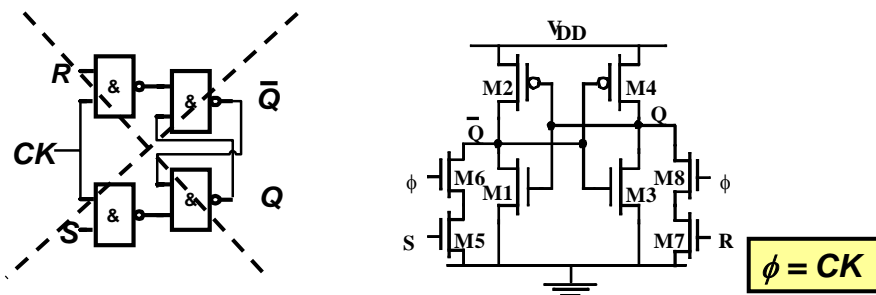 R
&
&
Q̅
CK
&
&
Q
S
VDD
M2
M4
Q̅
Q
ϕ
M6
M1
M3
M8
ϕ
S
M5
M7
R
ϕ = CK